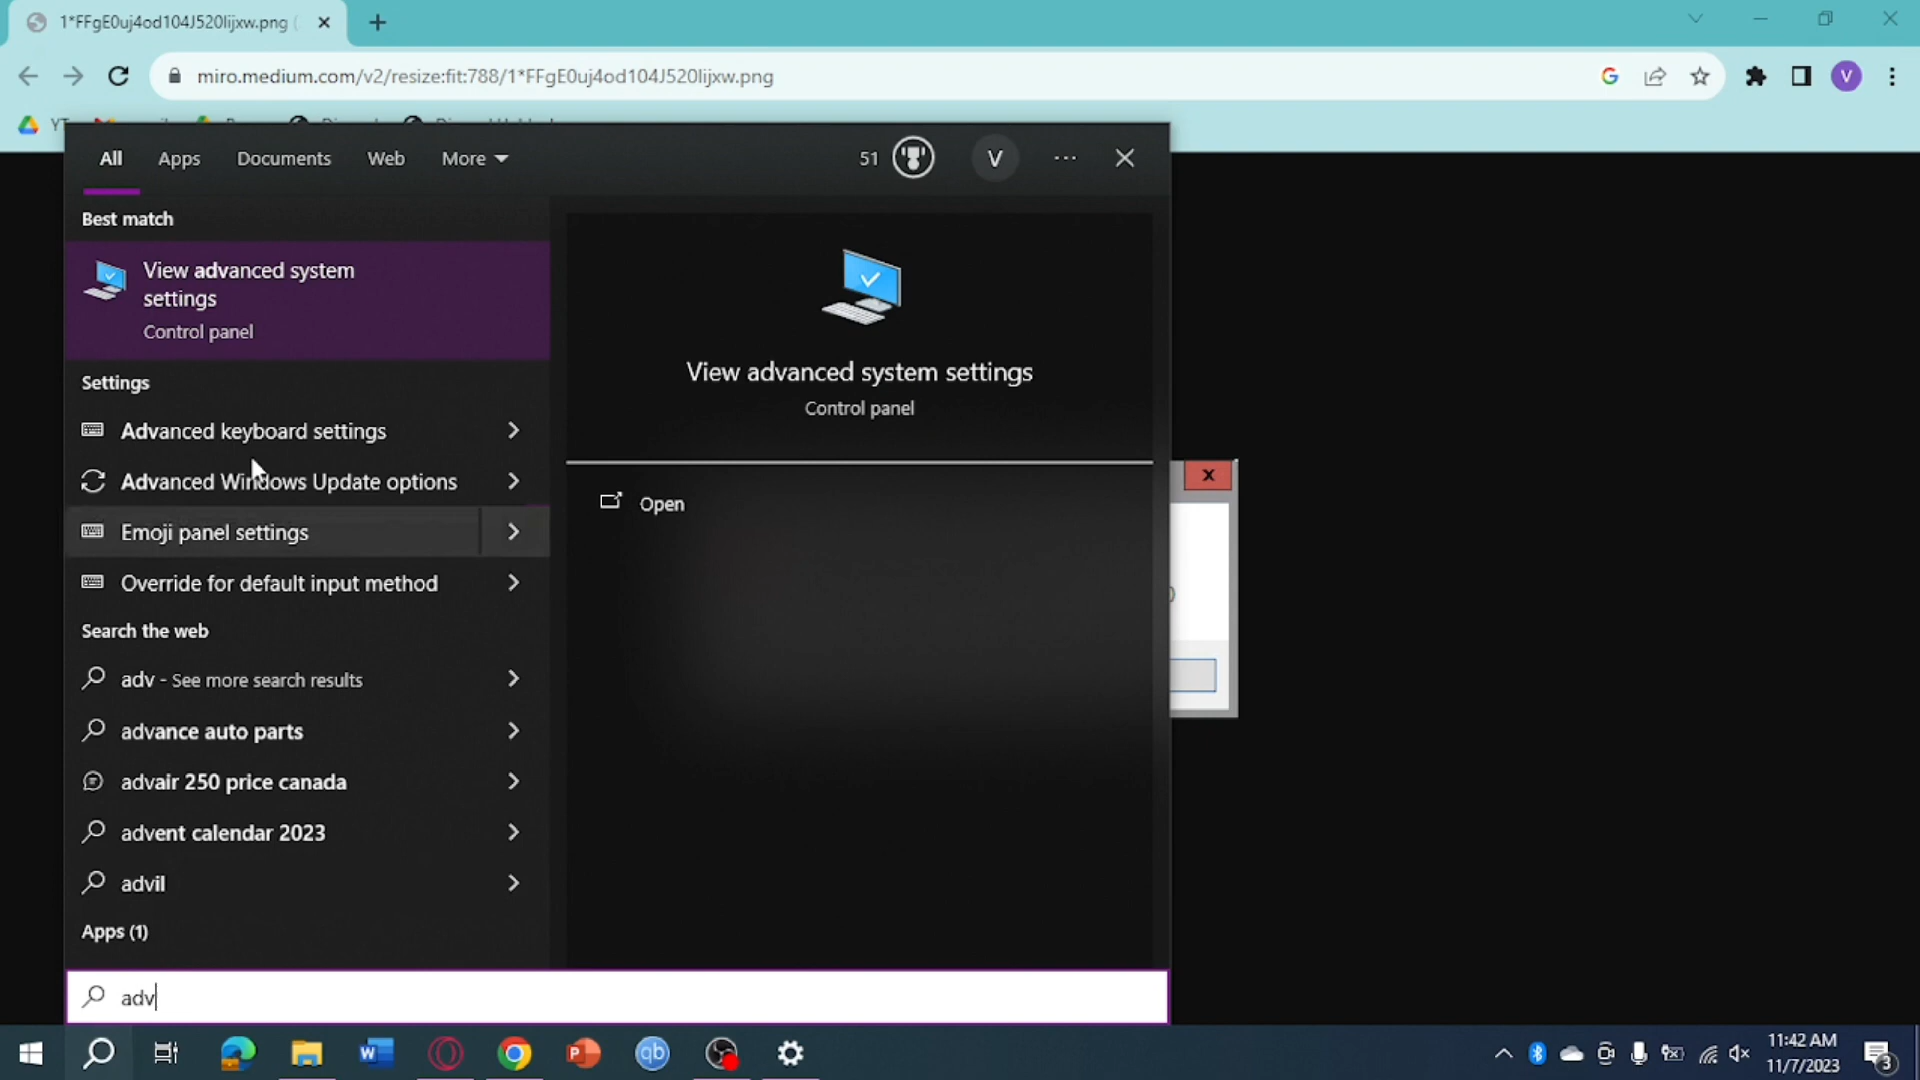 1*FFgE0uj4od104J520lijxw.png (
miro.medium.com/v2/resize:fit:788/1*FFgE0uj4od104J520lijxw.png
V
YT
All Apps Documents Web More 51 V
Best match
View advanced system
settings
Control panel
Settings
Advanced keyboard settings
Advanced Windows Update options
Emoji panel settings
Override for default input method
Search the web
adv - See more search results
advance auto parts
advair 250 price canada
advent calendar 2023
advil
Apps (1)
View advanced system settings
Control panel
Open
adv
11:42 AM
11/7/2023
3